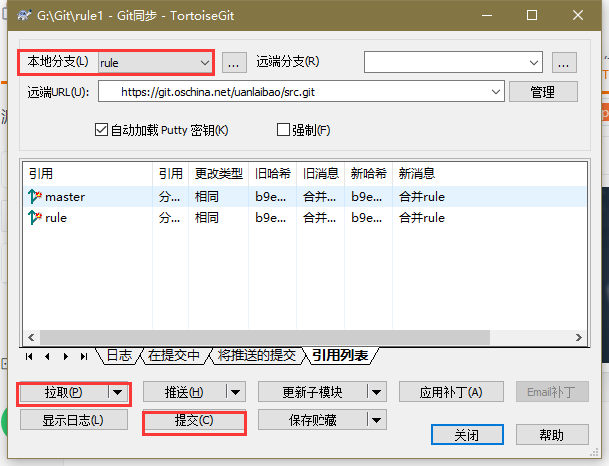 G:\Git\rule1 - Git同步 - TortoiseGit
本地分支(L) rule ... 远端分支(R) ...
远端URL(U): https://git.oschina.net/uanlaibao/src.git 管理
自动加载 Putty 密钥(K) 强制(F)
引用 引用 更改类型 旧哈希 旧消息 新哈希 新消息
master 分... 相同 b9e... 合并... b9e... 合并rule
rule 分... 相同 b9e... 合并... b9e... 合并rule
日志 在提交中 将推送的提交 引用列表
拉取(P) 推送(H) 更新子模块 应用补丁(A) Email补丁
显示日志(L) 提交(C) 保存贮藏 关闭 帮助